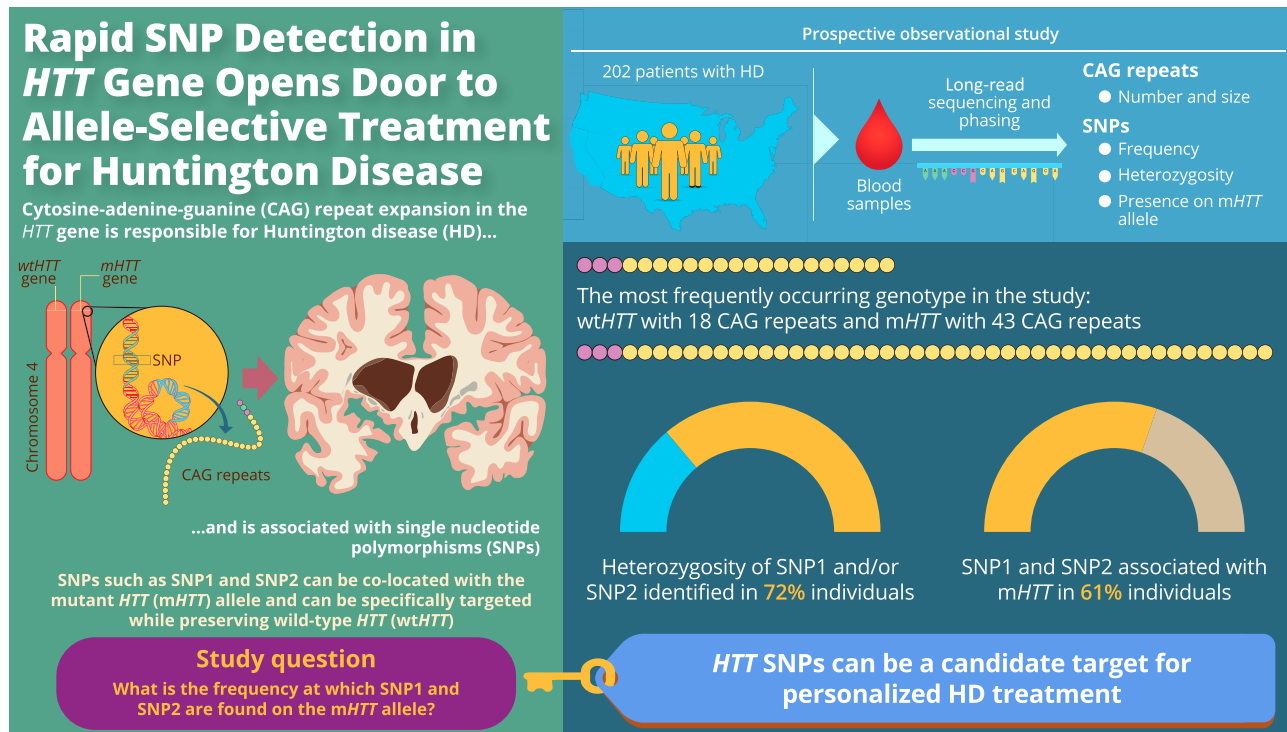 Rapid SNP Detection in
HTT Gene Opens Door to
Allele-Selective Treatment
for Huntington Disease
Cytosine-adenine-guanine (CAG) repeat expansion in the
HTT gene is responsible for Huntington disease (HD)...
wtHTT
gene
mHTT
gene
Chromosome 4
SNP
CAG repeats
...and is associated with single nucleotide
polymorphisms (SNPs)
SNPs such as SNP1 and SNP2 can be co-located with the
mutant HTT (mHTT) allele and can be specifically targeted
while preserving wild-type HTT (wtHTT)
Study question
What is the frequency at which SNP1 and
SNP2 are found on the mHTT allele?
Prospective observational study
202 patients with HD
Blood
samples
Long-read
sequencing and
phasing
CAG repeats
Number and size
SNPs
Frequency
Heterozygosity
Presence on mHTT
allele
The most frequently occurring genotype in the study:
wtHTT with 18 CAG repeats and mHTT with 43 CAG repeats
Heterozygosity of SNP1 and/or
SNP2 identified in 72% individuals
SNP1 and SNP2 associated with
mHTT in 61% individuals
HTT SNPs can be a candidate target for
personalized HD treatment